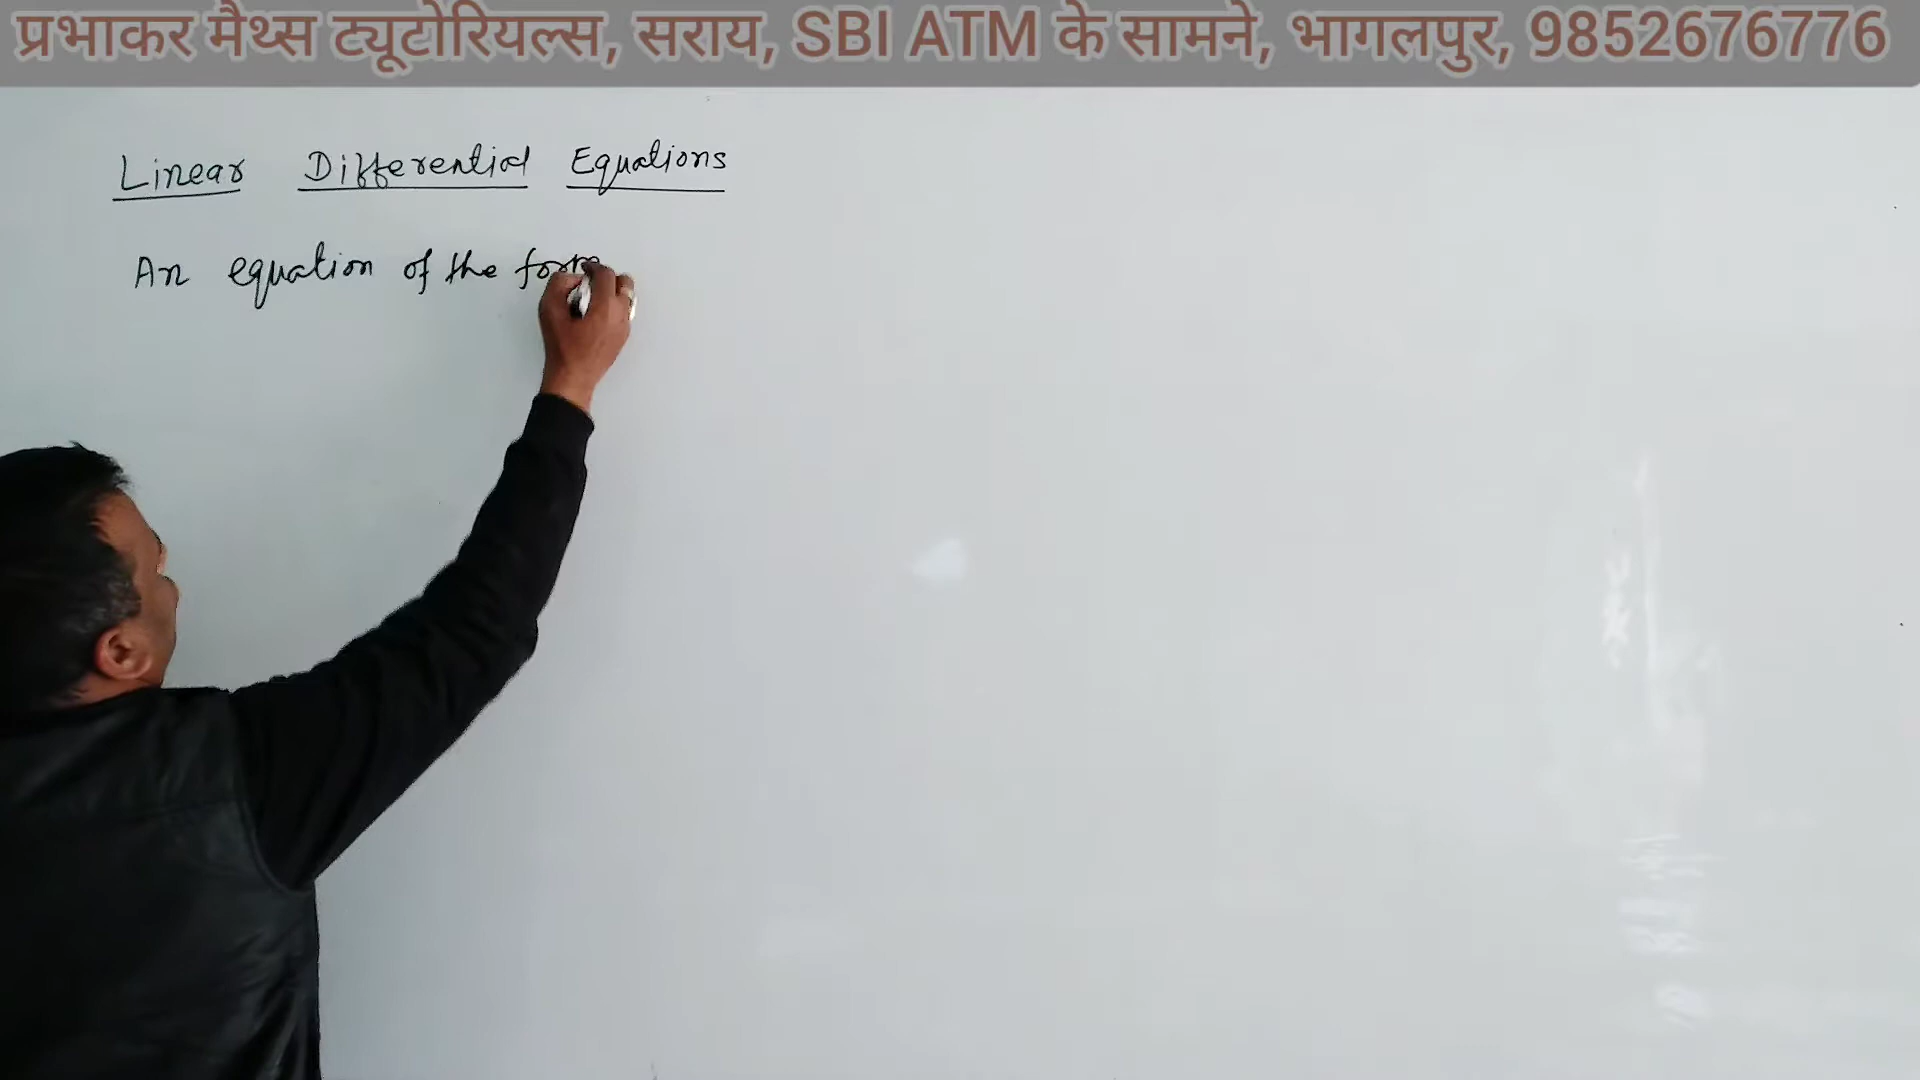 प्रभाकर मैथ्स ट्यूटोरियल्स, सराय, SBI ATM के सामने, भागलपुर, 9852676776
Linear Differential Equations
An equation of the form